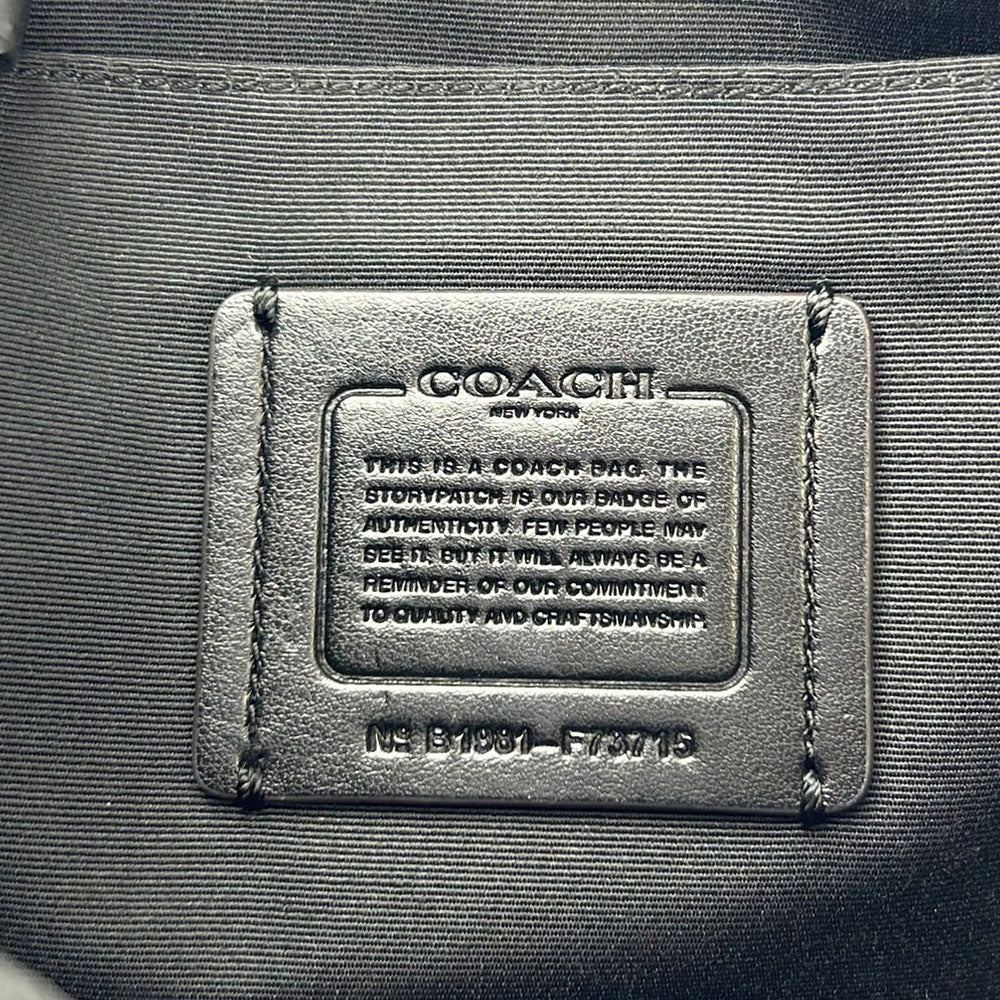 COACH
NEW YORK
THIS IS A COACH BAG. THE
STORYPATCH IS OUR BADGE OF
AUTHENTICITY. FEW PEOPLE MAY
SEE IT, BUT IT WILL ALWAYS BE A
REMINDER OF OUR COMMITMENT
TO QUALITY AND CRAFTSMANSHIP.
Nº B1981-F73715